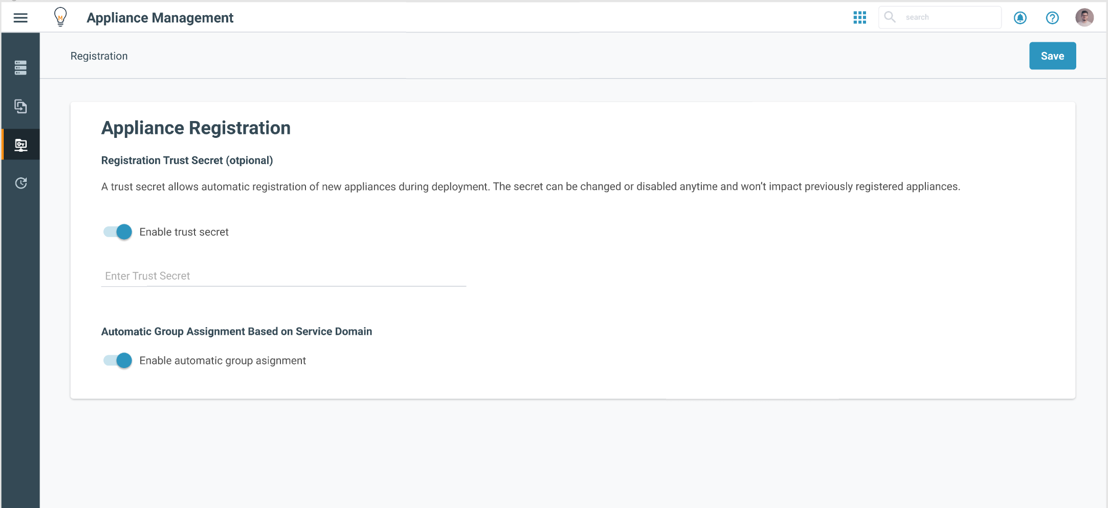 Appliance Management
search
Registration
Save
Appliance Registration
Registration Trust Secret (otpional)
A trust secret allows automatic registration of new appliances during deployment. The secret can be changed or disabled anytime and won't impact previously registered appliances.
Enable trust secret
Enter Trust Secret
Automatic Group Assignment Based on Service Domain
Enable automatic group asignment